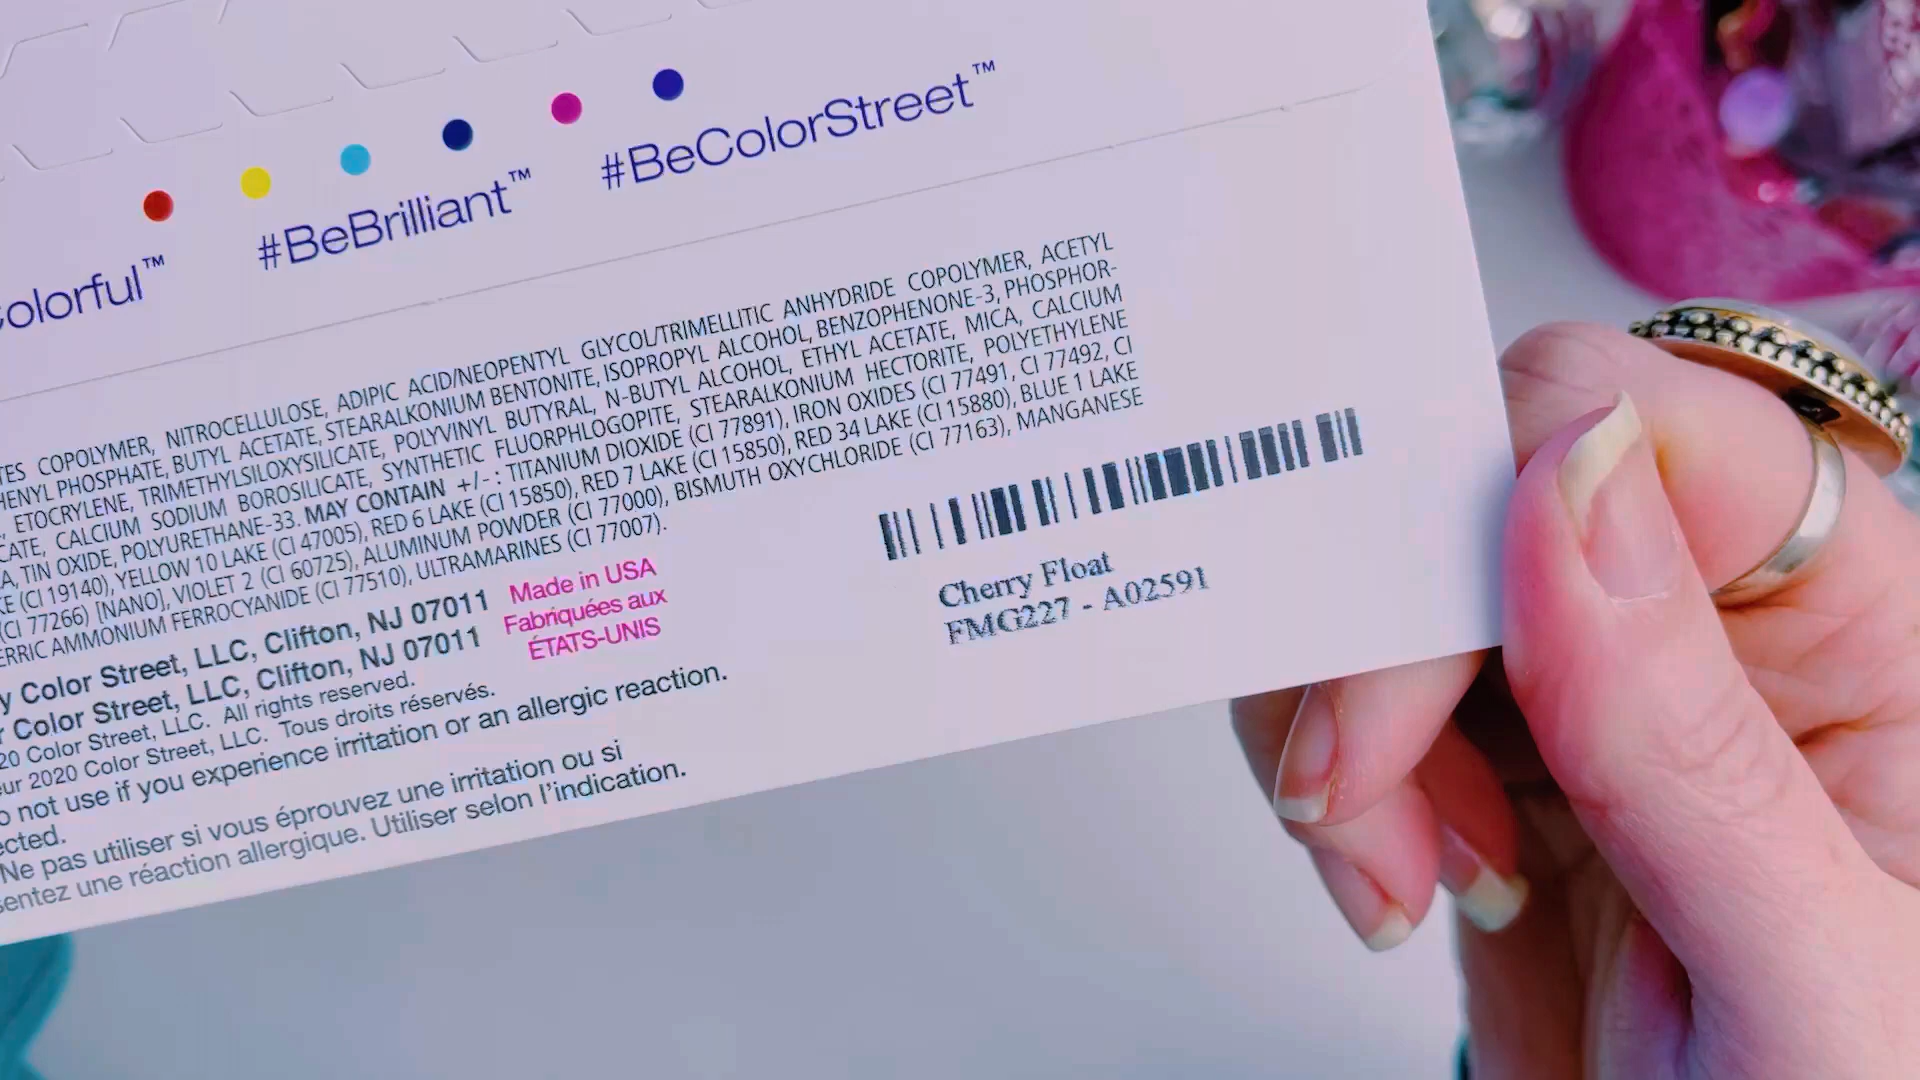 olorful™ #BeBrilliant™ #BeColorStreet™
TES COPOLYMER, NITROCELLULOSE, ADIPIC ACID/NEOPENTYL GLYCOL/TRIMELLITIC ANHYDRIDE COPOLYMER, ACETYL
HENYL PHOSPHATE, BUTYL ACETATE, STEARALKONIUM BENTONITE, ISOPROPYL ALCOHOL, BENZOPHENONE-3, PHOSPHOR-
ETOCRYLENE, TRIMETHYLSILOXYSILICATE, POLYVINYL BUTYRAL, N-BUTYL ALCOHOL, ETHYL ACETATE, MICA, CALCIUM
CATE, CALCIUM SODIUM BOROSILICATE, SYNTHETIC FLUORPHLOGOPITE, STEARALKONIUM HECTORITE, POLYETHYLENE
A, TIN OXIDE, POLYURETHANE-33. MAY CONTAIN +/- : TITANIUM DIOXIDE (CI 77891), IRON OXIDES (CI 77491, CI 77492, CI
KE (CI 19140), YELLOW 10 LAKE (CI 47005), RED 6 LAKE (CI 15850), RED 7 LAKE (CI 15850), RED 34 LAKE (CI 15880), BLUE 1 LAKE
(CI 77266) [NANO], VIOLET 2 (CI 60725), ALUMINUM POWDER (CI 77000), BISMUTH OXYCHLORIDE (CI 77163), MANGANESE
ERRIC AMMONIUM FERROCYANIDE (CI 77510), ULTRAMARINES (CI 77007).
y Color Street, LLC, Clifton, NJ 07011
r Color Street, LLC, Clifton, NJ 07011
20 Color Street, LLC. All rights reserved.
eur 2020 Color Street, LLC. Tous droits réservés.
Made in USA
Fabriquées aux
ÉTATS-UNIS
o not use if you experience irritation or an allergic reaction.
ected.
Ne pas utiliser si vous éprouvez une irritation ou si
sentez une réaction allergique. Utiliser selon l'indication.
Cherry Float
FMG227 - A02591